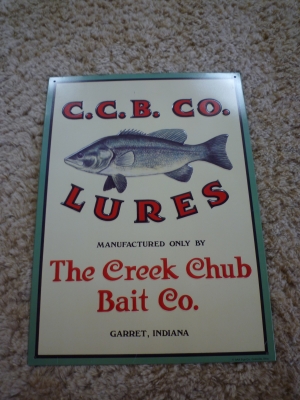 C.C.B. CO.
LURES
MANUFACTURED ONLY BY
The Creek Chub
Bait Co.
GARRET, INDIANA